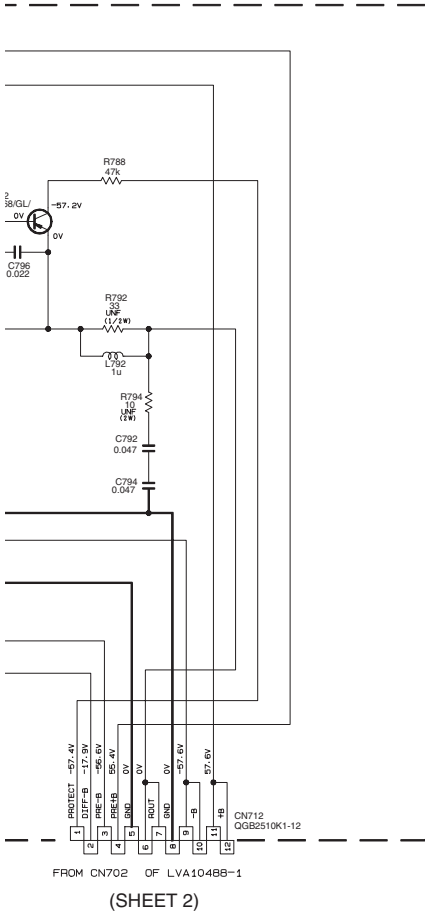 R788
47k
2
58/GL/
-57.2V
0V
0V
C796
0.022
R792
33
UNF
(1/2W)
L792
1u
R794
10
UNF
(2W)
C792
0.047
C794
0.047
-57.4V
-17.9V
-56.6V
55.4V
0V
0V
0V
-57.6V
57.6V
PROTECT
DIFF-B
PRE-B
PRE+B
GND
ROUT
GND
-B
+B
1
2
3
4
5
6
7
8
9
10
11
12
CN712
QGB2510K1-12
FROM CN702 OF LVA10488-1
(SHEET 2)